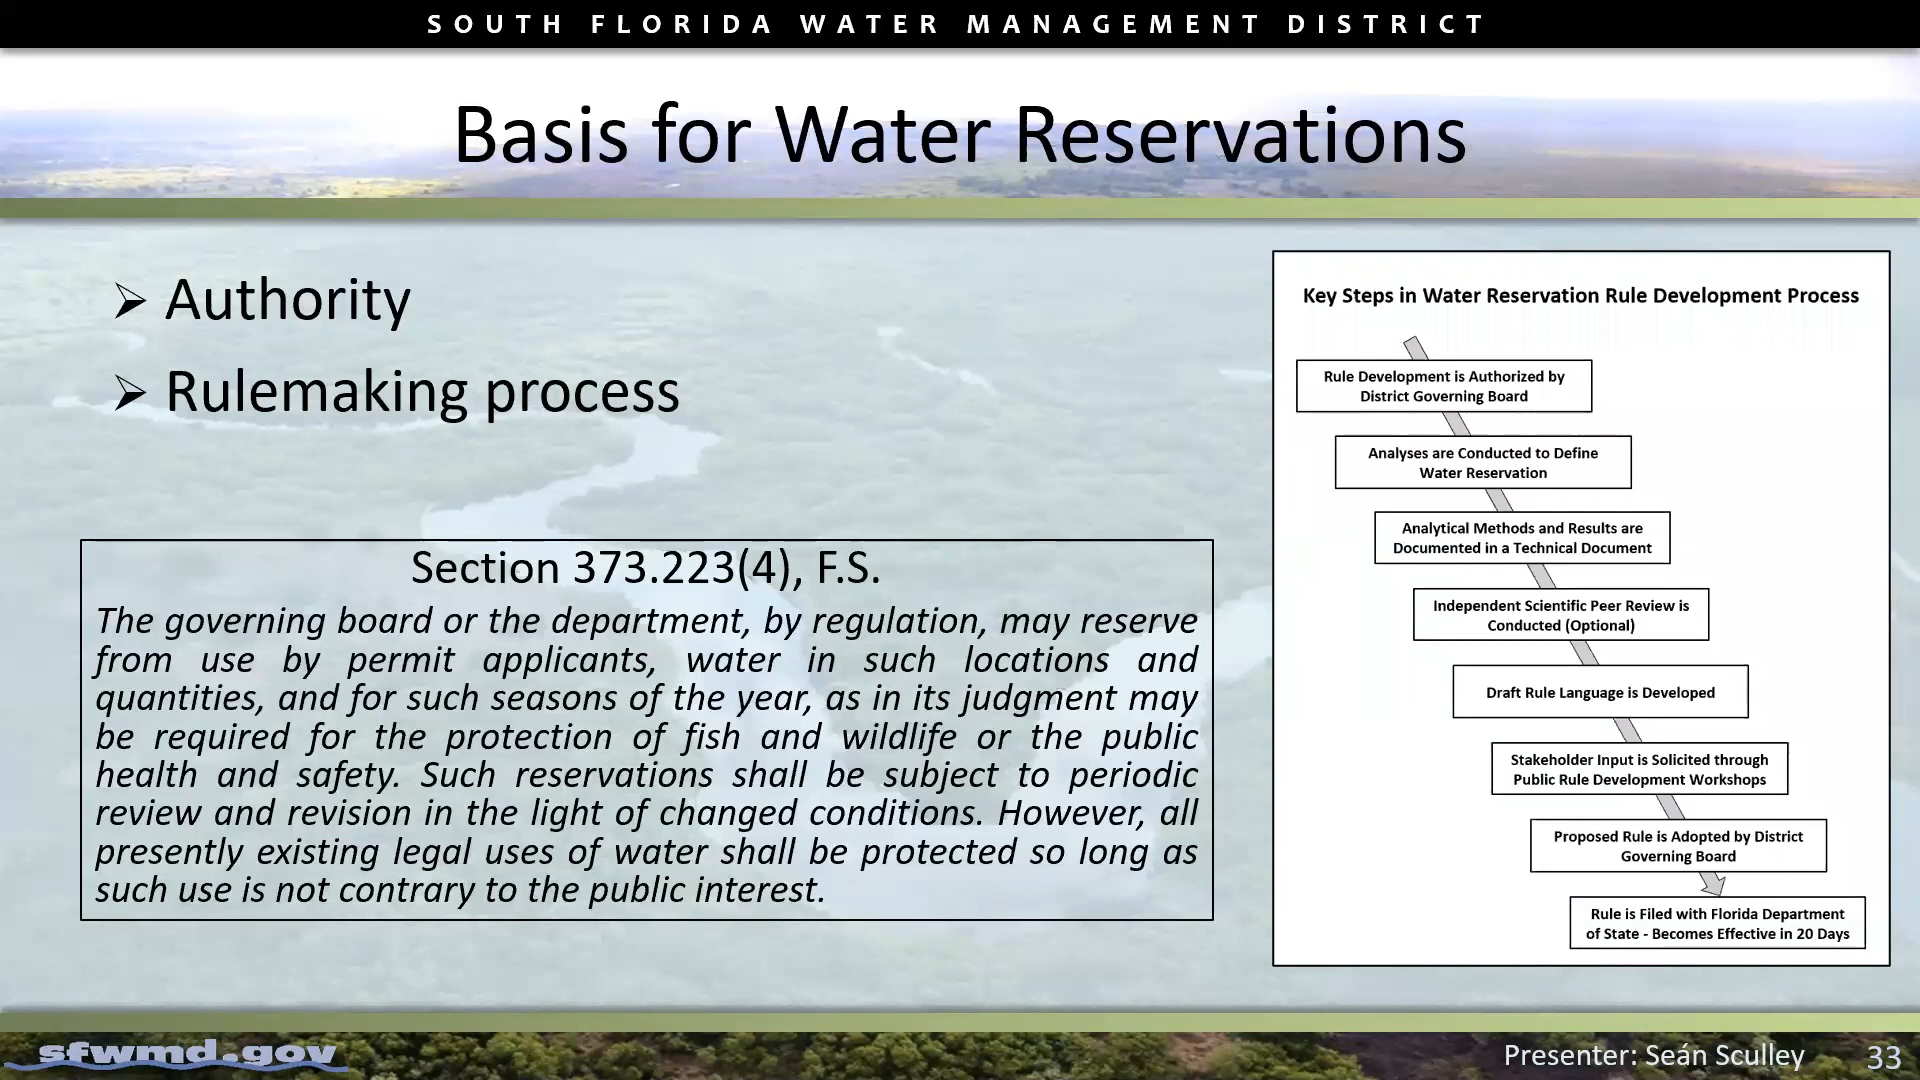 SOUTH FLORIDA WATER MANAGEMENT DISTRICT
Basis for Water Reservations
➢ Authority
➢ Rulemaking process
Section 373.223(4), F.S.
The governing board or the department, by regulation, may reserve
from use by permit applicants, water in such locations and
quantities, and for such seasons of the year, as in its judgment may
be required for the protection of fish and wildlife or the public
health and safety. Such reservations shall be subject to periodic
review and revision in the light of changed conditions. However, all
presently existing legal uses of water shall be protected so long as
such use is not contrary to the public interest.
Key Steps in Water Reservation Rule Development Process
Rule Development is Authorized by
District Governing Board
Analyses are Conducted to Define
Water Reservation
Analytical Methods and Results are
Documented in a Technical Document
Independent Scientific Peer Review is
Conducted (Optional)
Draft Rule Language is Developed
Stakeholder Input is Solicited through
Public Rule Development Workshops
Proposed Rule is Adopted by District
Governing Board
Rule is Filed with Florida Department
of State - Becomes Effective in 20 Days
sfwmd.gov
Presenter: Seán Sculley
33